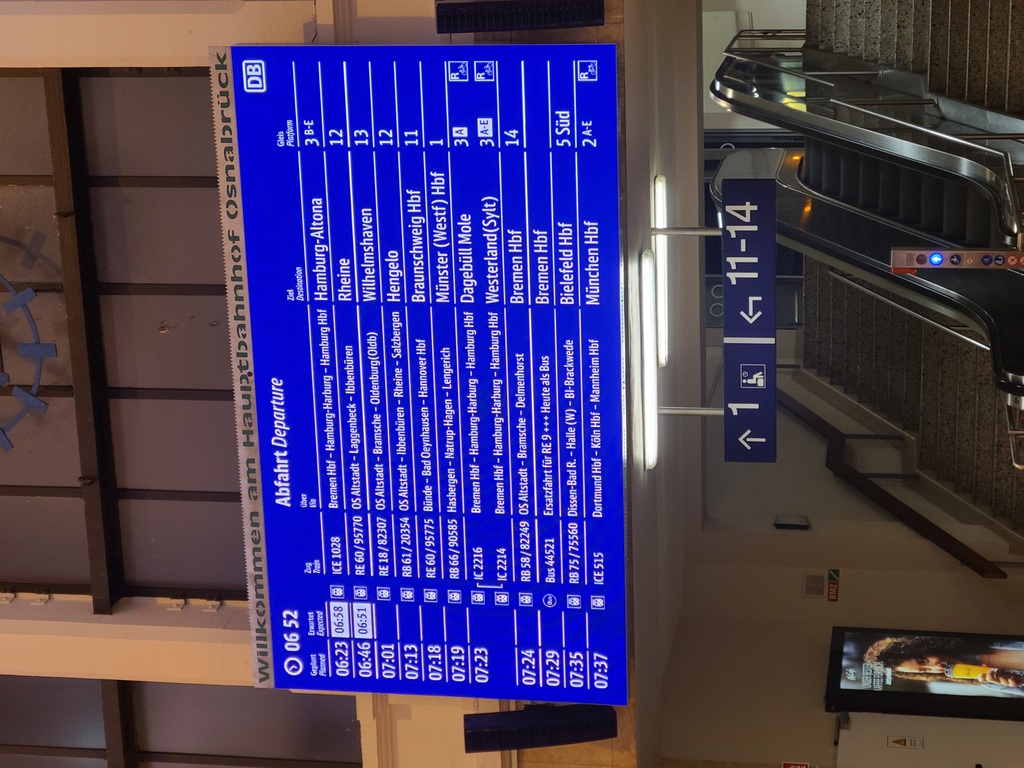 Willkommen am Hauptbahnhof Osnabrück
06 52 Abfahrt Departure DB
Geplant Planned Erwartet Expected Zug Train Über Via Ziel Destination Gleis Platform
06:23 06:58 ICE 1028 Bremen Hbf – Hamburg-Harburg – Hamburg Hbf Hamburg-Altona 3 B-E
06:46 06:51 RE 60/95770 OS Altstadt – Laggenbeck – Ibbenbüren Rheine 12
07:01 RE 18/82307 OS Altstadt – Bramsche – Oldenburg(Oldb) Wilhelmshaven 13
07:13 RB 61/20354 OS Altstadt – Ibbenbüren – Rheine – Salzbergen Hengelo 12
07:18 RE 60/95775 Bünde – Bad Oeynhausen – Hannover Hbf Braunschweig Hbf 11
07:19 RB 66/90585 Hasbergen – Natrup-Hagen – Lengerich Münster (Westf) Hbf 1
07:23 IC 2216 Bremen Hbf – Hamburg-Harburg – Hamburg Hbf Dagebüll Mole 3 A R
IC 2214 Bremen Hbf – Hamburg-Harburg – Hamburg Hbf Westerland(Sylt) 3 A-E R
07:24 RB 58/82249 OS Altstadt – Bramsche – Delmenhorst Bremen Hbf 14
07:29 Bus Bus 44521 Ersatzfahrt für RE 9 +++ Heute als Bus Bremen Hbf
07:35 RB 75/75560 Dissen-Bad R. – Halle (W) – BI-Brackwede Bielefeld Hbf 5 Süd
07:37 ICE 515 Dortmund Hbf – Köln Hbf – Mannheim Hbf München Hbf 2 A-E R
1 11-14
BMZ
UNSER BESTER
KAFFEE FÜR DICH.